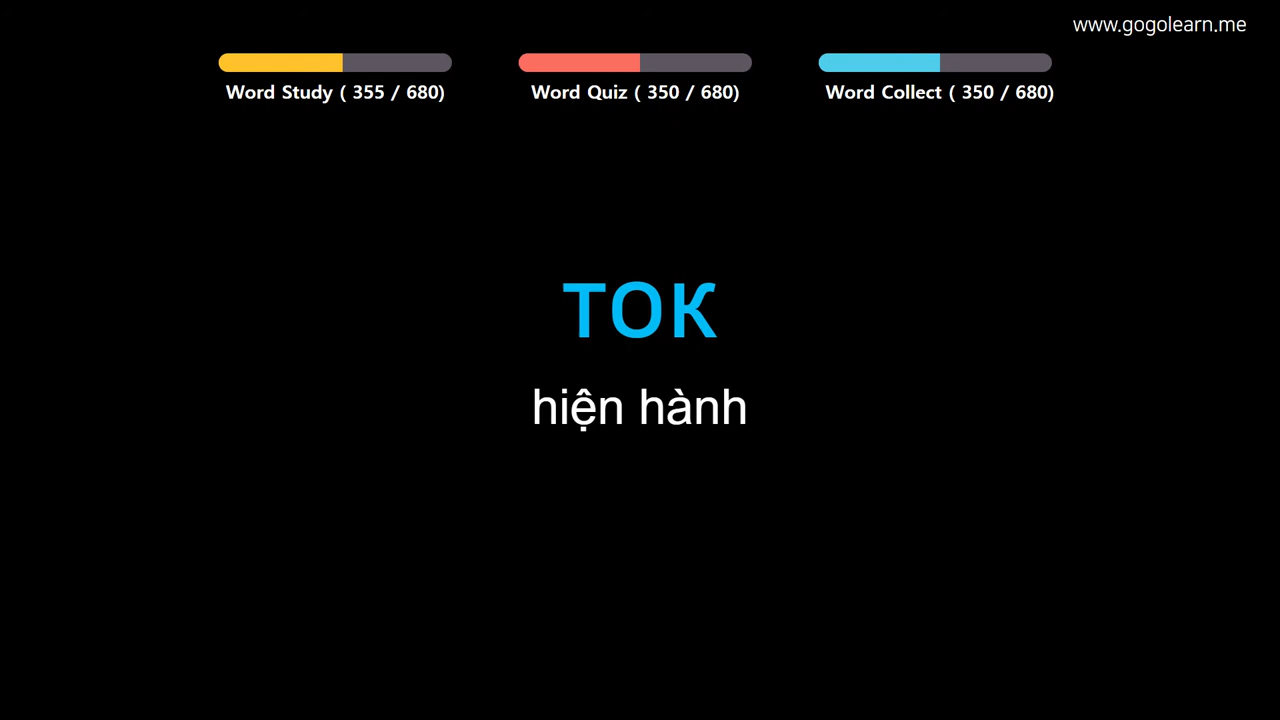 www.gogolearn.me
Word Study ( 355 / 680)
Word Quiz ( 350 / 680)
Word Collect ( 350 / 680)
ток
hiện hành